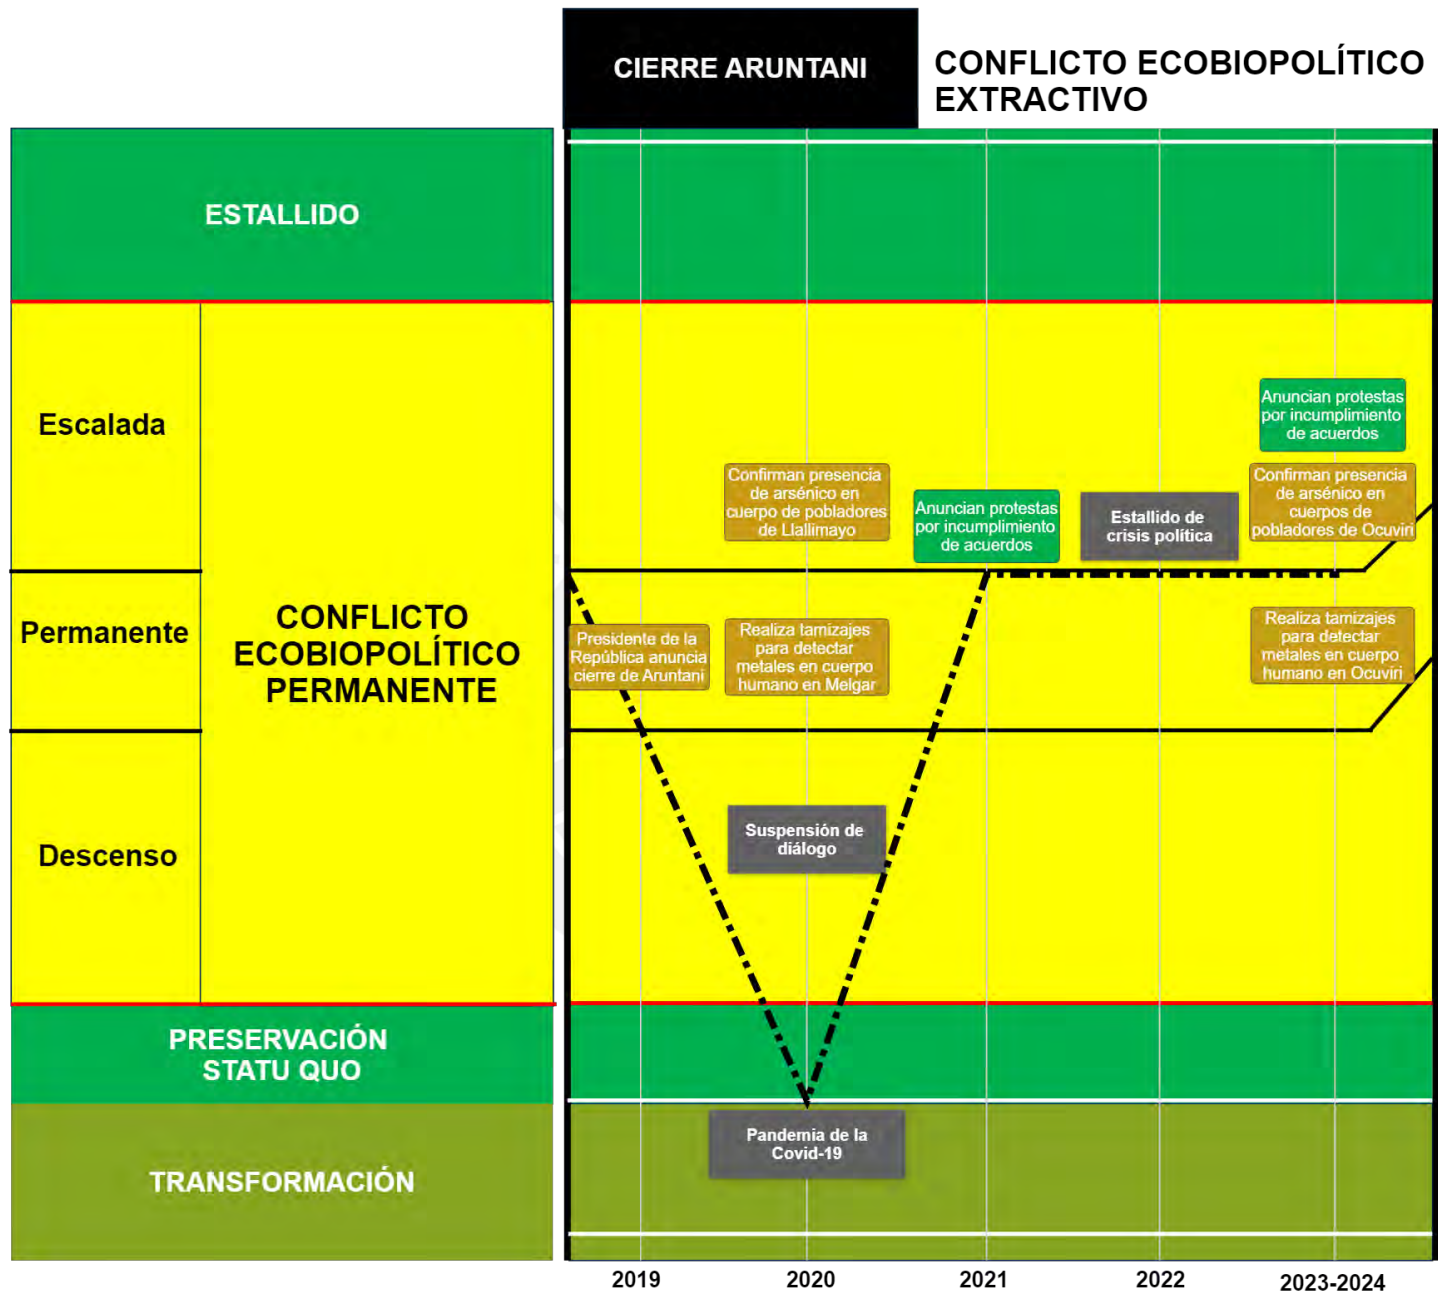 CIERRE ARUNTANI
CONFLICTO ECOBIOPOLÍTICO
EXTRACTIVO
ESTALLIDO
Escalada
Permanente
Descenso
CONFLICTO
ECOBIOPOLÍTICO
PERMANENTE
PRESERVACIÓN
STATU QUO
TRANSFORMACIÓN
Presidente de la
República anuncia
cierre de Aruntani
Confirman presencia
de arsénico en
cuerpo de pobladores
de Llallimayo
Realiza tamizajes
para detectar
metales en cuerpo
humano en Melgar
Suspensión de
diálogo
Pandemia de la
Covid-19
Anuncian protestas
por incumplimiento
de acuerdos
Estallido de
crisis política
Anuncian protestas
por incumplimiento
de acuerdos
Confirman presencia
de arsénico en
cuerpos de
pobladores de Ocuviri
Realiza tamizajes
para detectar
metales en cuerpo
humano en Ocuviri
2019
2020
2021
2022
2023-2024